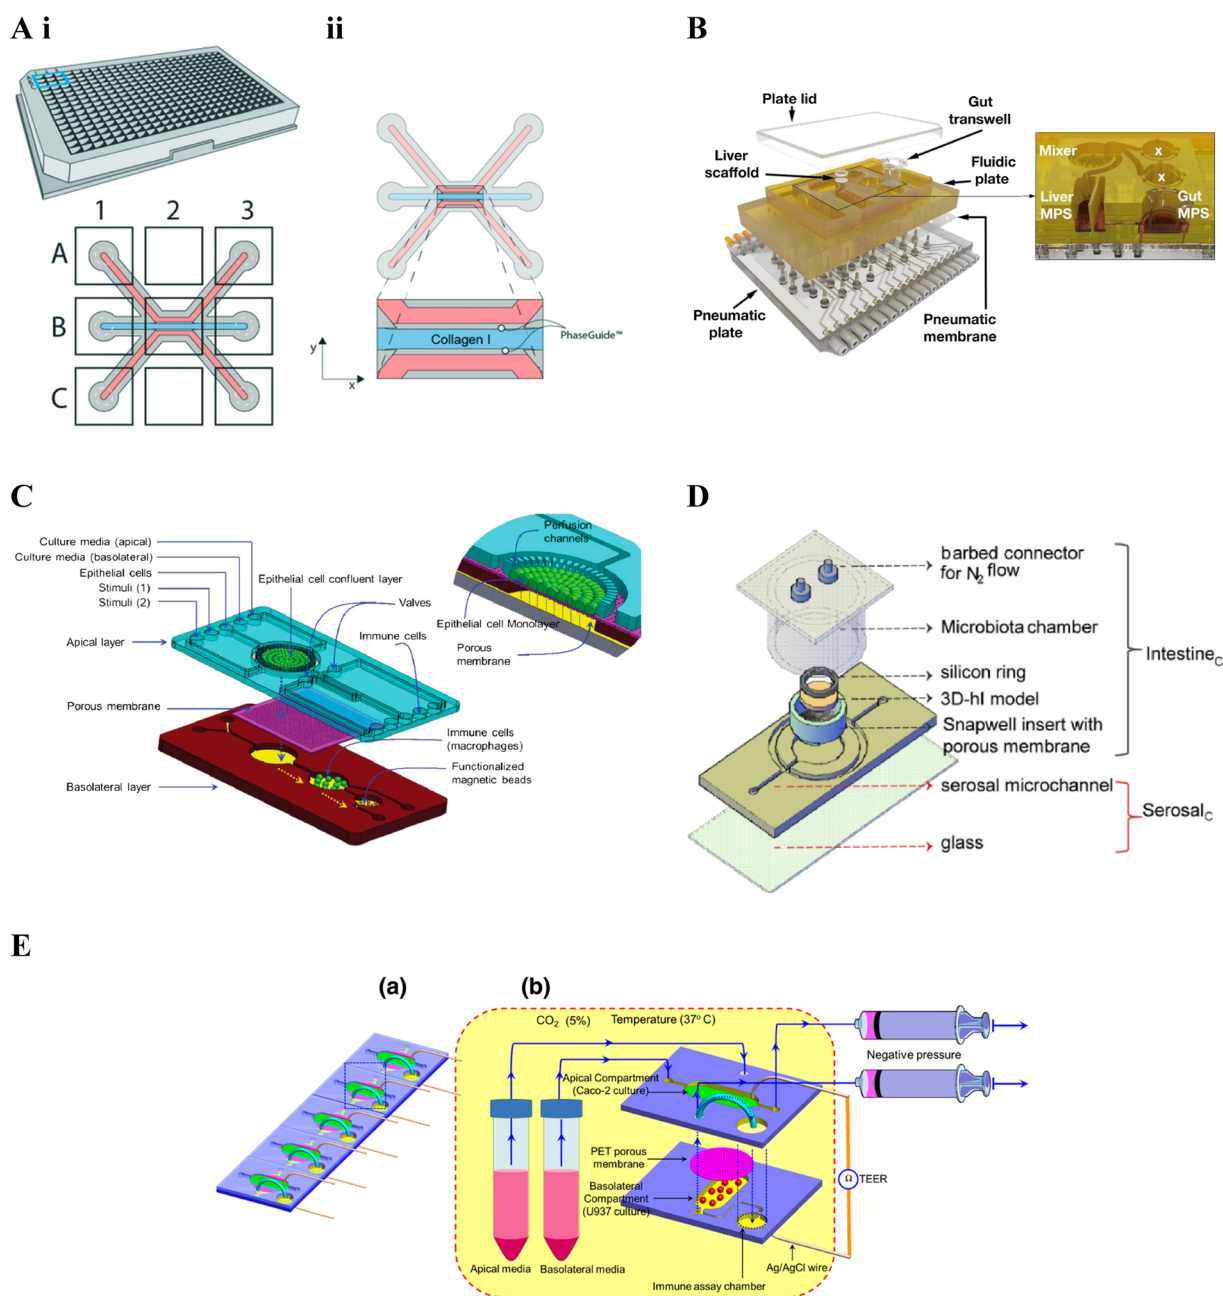 A i
ii
B
1 2 3
A
B
C
Collagen I
PhaseGuide™
y
x
Plate lid
Gut
transwell
Liver
scaffold
Fluidic
plate
Pneumatic
plate
Pneumatic
membrane
Mixer
x
x
Liver
MPS
Gut
MPS
C
Culture media (apical)
Culture media (basolateral)
Epithelial cells
Stimuli (1)
Stimuli (2)
Apical layer
Porous membrane
Basolateral layer
Epithelial cell confluent layer
Valves
Immune cells
Immune cells
(macrophages)
Functionalized
magnetic beads
Perfusion
channels
Epithelial cell Monolayer
Porous
membrane
D
barbed connector
for N₂ flow
Microbiota chamber
silicon ring
3D-hI model
Snapwell insert with
porous membrane
Intestine_C
serosal microchannel
glass
Serosal_C
E
(a)
(b)
CO₂ (5%) Temperature (37° C)
Negative pressure
Apical Compartment
(Caco-2 culture)
PET porous
membrane
Basolateral
Compartment
(U937 culture)
Ω TEER
Apical media
Basolateral media
Immune assay chamber
Ag/AgCl wire